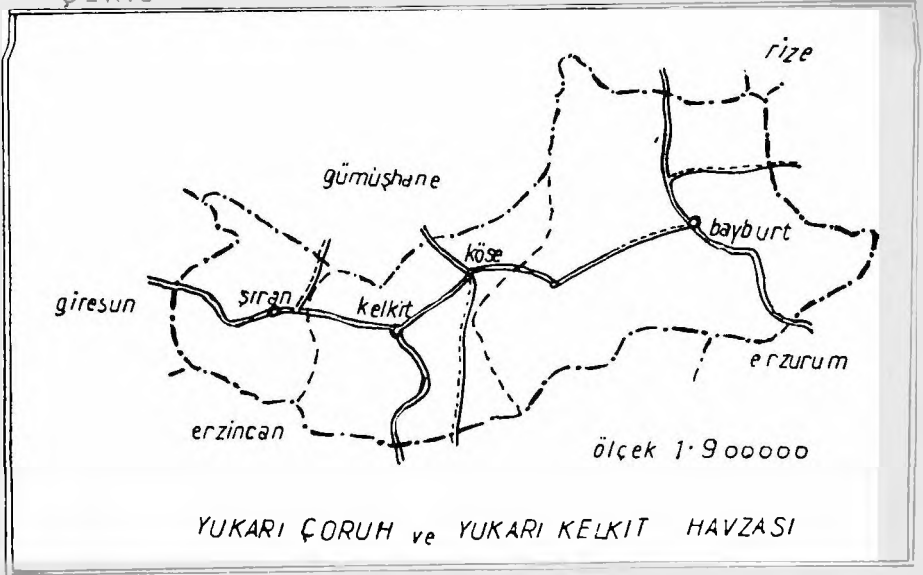 rize
gümüşhane
bayburt
köse
şıran
kelkit
giresun
erzurum
erzincan
ölçek 1:900000
YUKARI ÇORUH ve YUKARI KELKIT HAVZASI